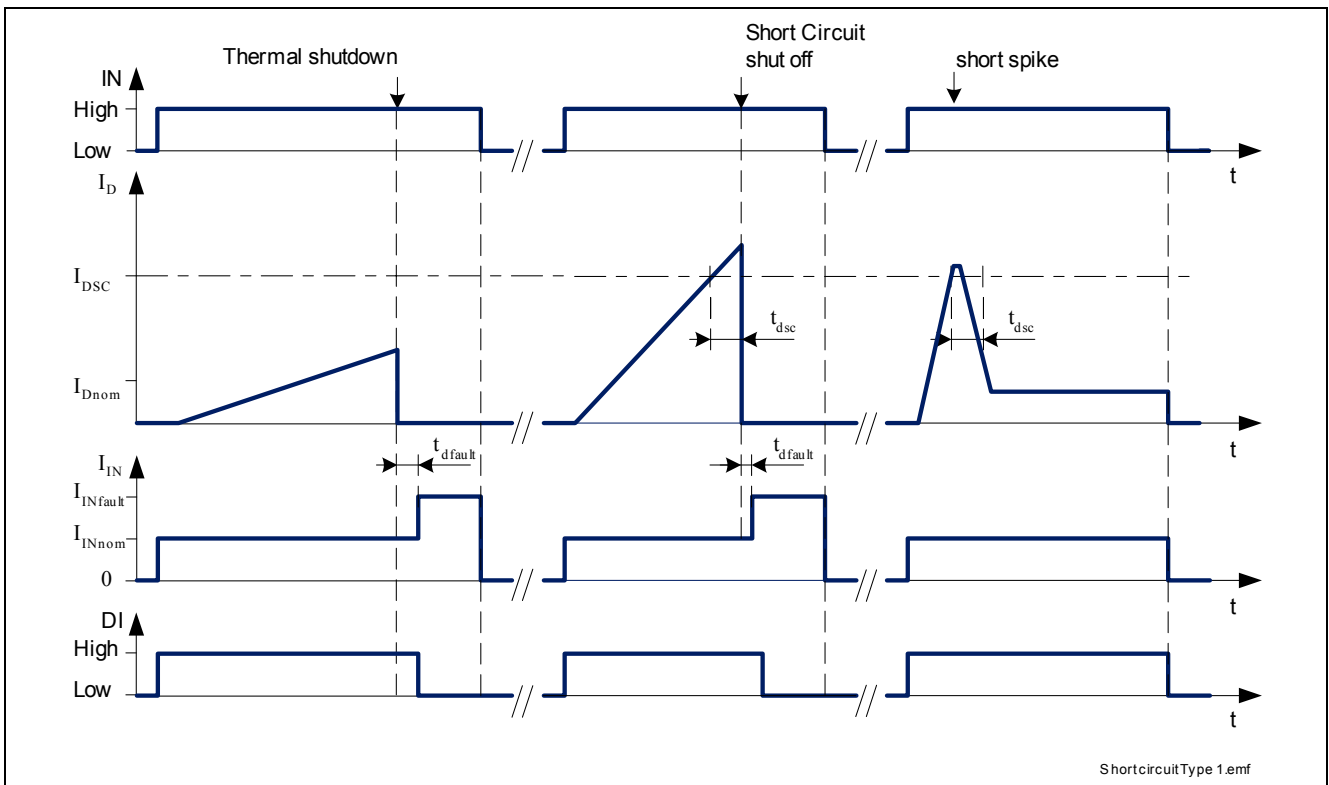 Thermal shutdown
Short Circuit
shut off
short spike
IN
High
Low
t
I_D
I_DSC
t_dsc
t_dsc
I_Dnom
t
t_dfault
t_dfault
I_IN
I_INfault
I_INnom
0
t
DI
High
Low
t
ShortcircuitType 1.emf